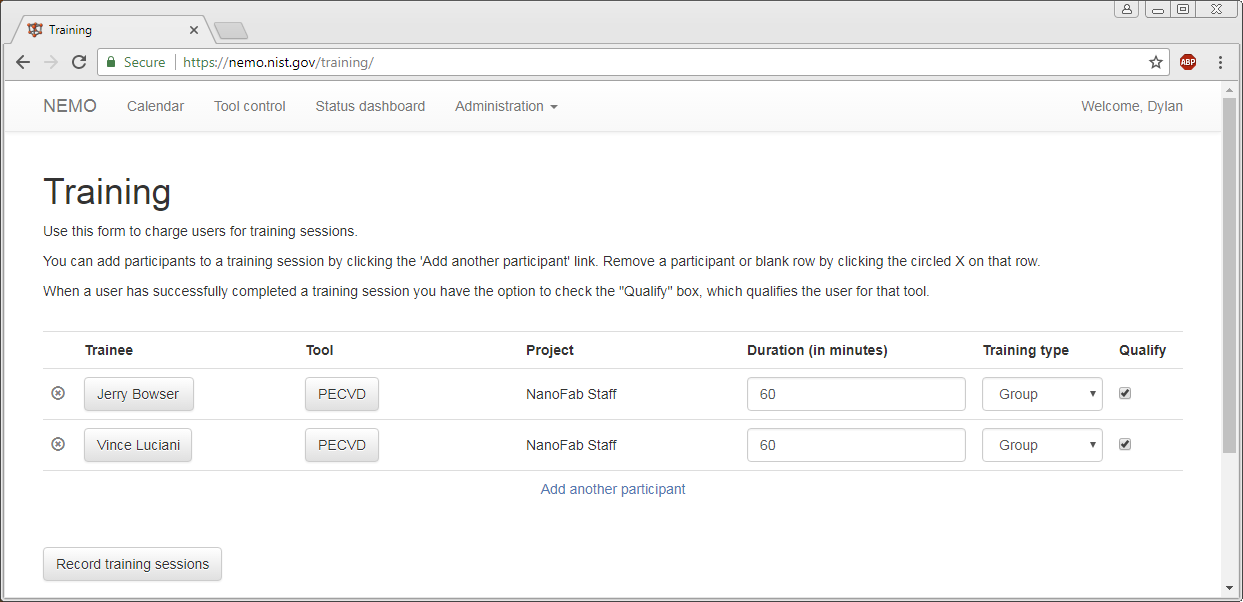 Training
Secure https://nemo.nist.gov/training/ ABP
NEMO Calendar Tool control Status dashboard Administration Welcome, Dylan
Training
Use this form to charge users for training sessions.
You can add participants to a training session by clicking the 'Add another participant' link. Remove a participant or blank row by clicking the circled X on that row.
When a user has successfully completed a training session you have the option to check the "Qualify" box, which qualifies the user for that tool.
Trainee Tool Project Duration (in minutes) Training type Qualify
Jerry Bowser PECVD NanoFab Staff 60 Group
Vince Luciani PECVD NanoFab Staff 60 Group
Add another participant
Record training sessions